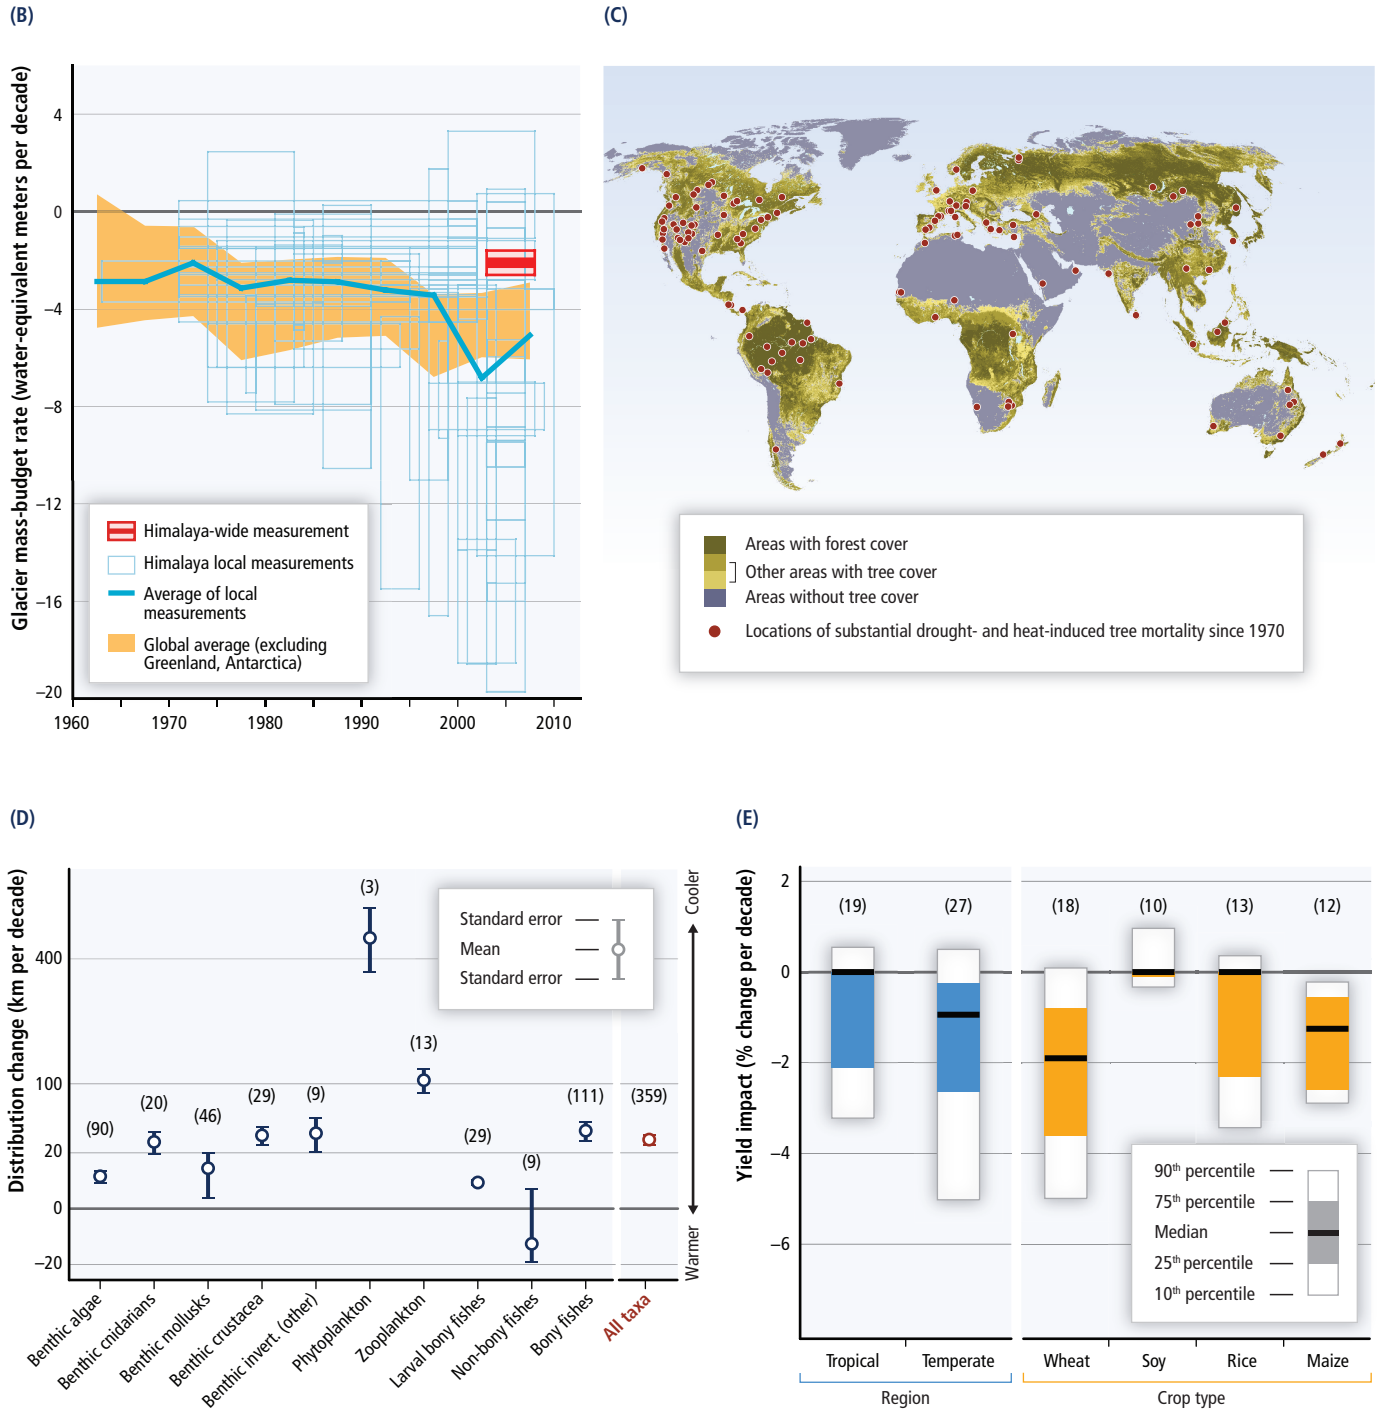 (B)
Glacier mass-budget rate (water-equivalent meters per decade)
4
0
−4
−8
−12
−16
−20
1960
1970
1980
1990
2000
2010
Himalaya-wide measurement
Himalaya local measurements
Average of local
measurements
Global average (excluding
Greenland, Antarctica)
(C)
Areas with forest cover
Other areas with tree cover
Areas without tree cover
Locations of substantial drought- and heat-induced tree mortality since 1970
(D)
Distribution change (km per decade)
400
100
20
0
−20
(90)
(20)
(46)
(29)
(9)
(3)
(13)
(29)
(9)
(111)
(359)
Standard error
Mean
Standard error
Cooler
Warmer
Benthic algae
Benthic cnidarians
Benthic mollusks
Benthic crustacea
Benthic invert. (other)
Phytoplankton
Zooplankton
Larval bony fishes
Non-bony fishes
Bony fishes
All taxa
(E)
Yield impact (% change per decade)
2
0
−2
−4
−6
(19)
(27)
(18)
(10)
(13)
(12)
90th percentile
75th percentile
Median
25th percentile
10th percentile
Tropical
Temperate
Wheat
Soy
Rice
Maize
Region
Crop type